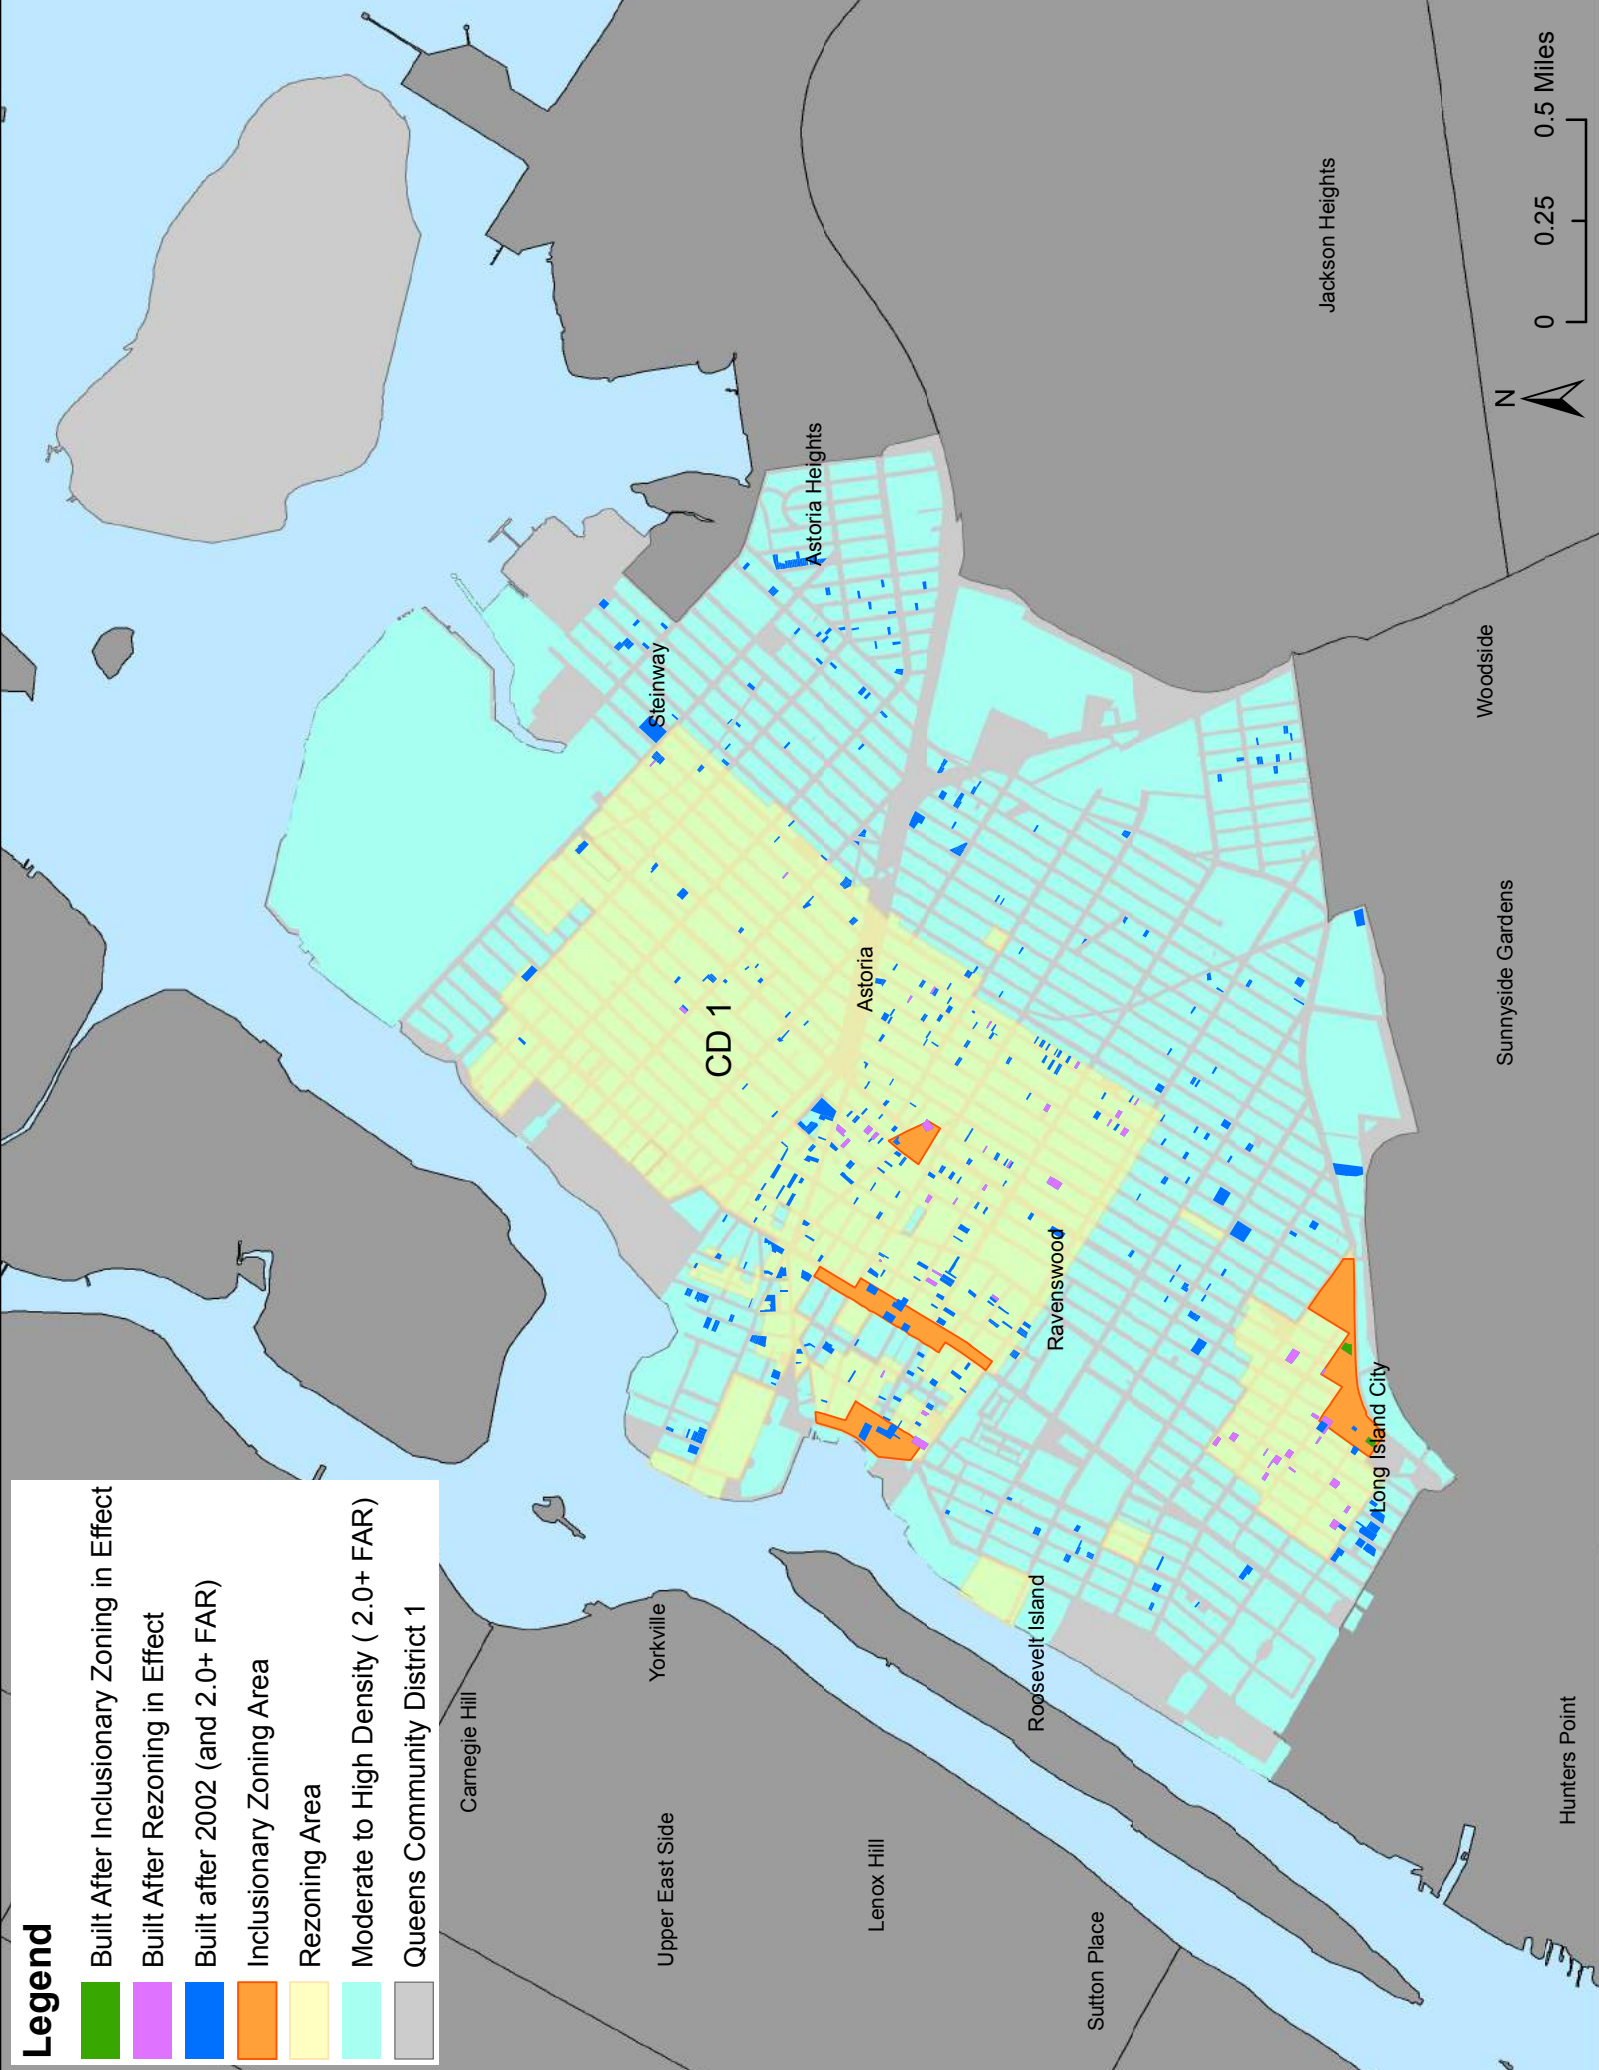 Legend
Built After Inclusionary Zoning in Effect
Built After Rezoning in Effect
Built after 2002 (and 2.0+ FAR)
Inclusionary Zoning Area
Rezoning Area
Moderate to High Density ( 2.0+ FAR)
Queens Community District 1
Carnegie Hill
Yorkville
Upper East Side
Lenox Hill
Roosevelt Island
Sutton Place
Hunters Point
Steinway
Astoria Heights
CD 1
Astoria
Ravenswood
Long Island City
Sunnyside Gardens
Woodside
Jackson Heights
N
0 0.25 0.5 Miles